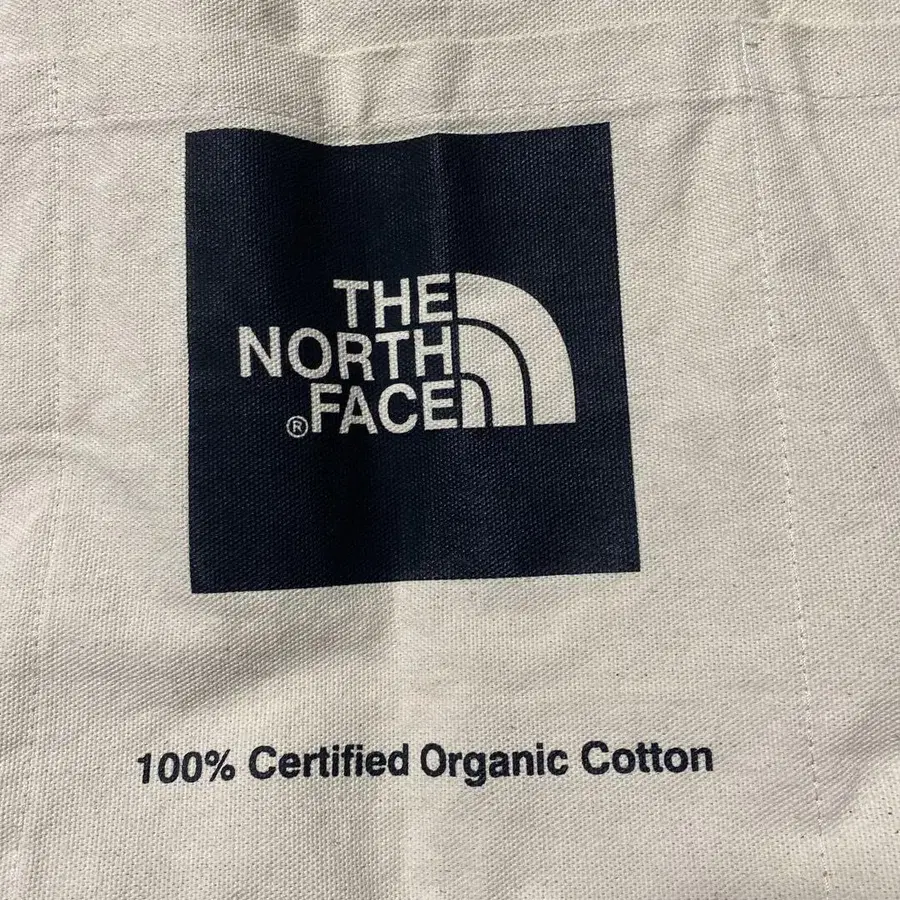 THE
NORTH
® FACE
100% Certified Organic Cotton